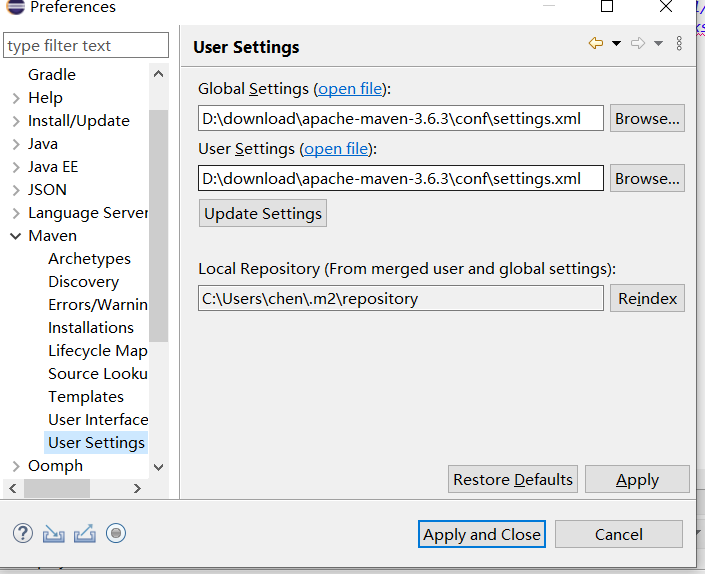 Preferences
type filter text
Gradle
Help
Install/Update
Java
Java EE
JSON
Language Server
Maven
Archetypes
Discovery
Errors/Warnin
Installations
Lifecycle Map
Source Looku
Templates
User Interface
User Settings
Oomph
User Settings
Global Settings (open file):
D:\download\apache-maven-3.6.3\conf\settings.xml Browse...
User Settings (open file):
D:\download\apache-maven-3.6.3\conf\settings.xml Browse...
Update Settings
Local Repository (From merged user and global settings):
C:\Users\chen\.m2\repository Reindex
Restore Defaults Apply
? Apply and Close Cancel